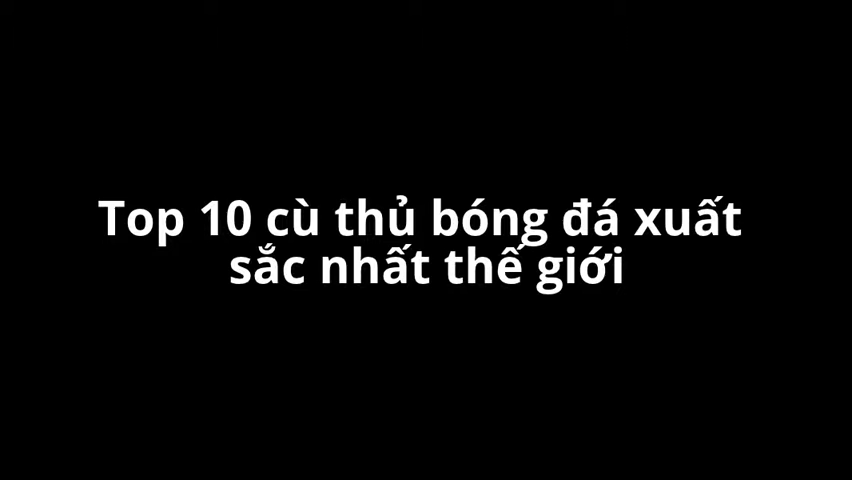 Top 10 cù thủ bóng đá xuất
sắc nhất thế giới